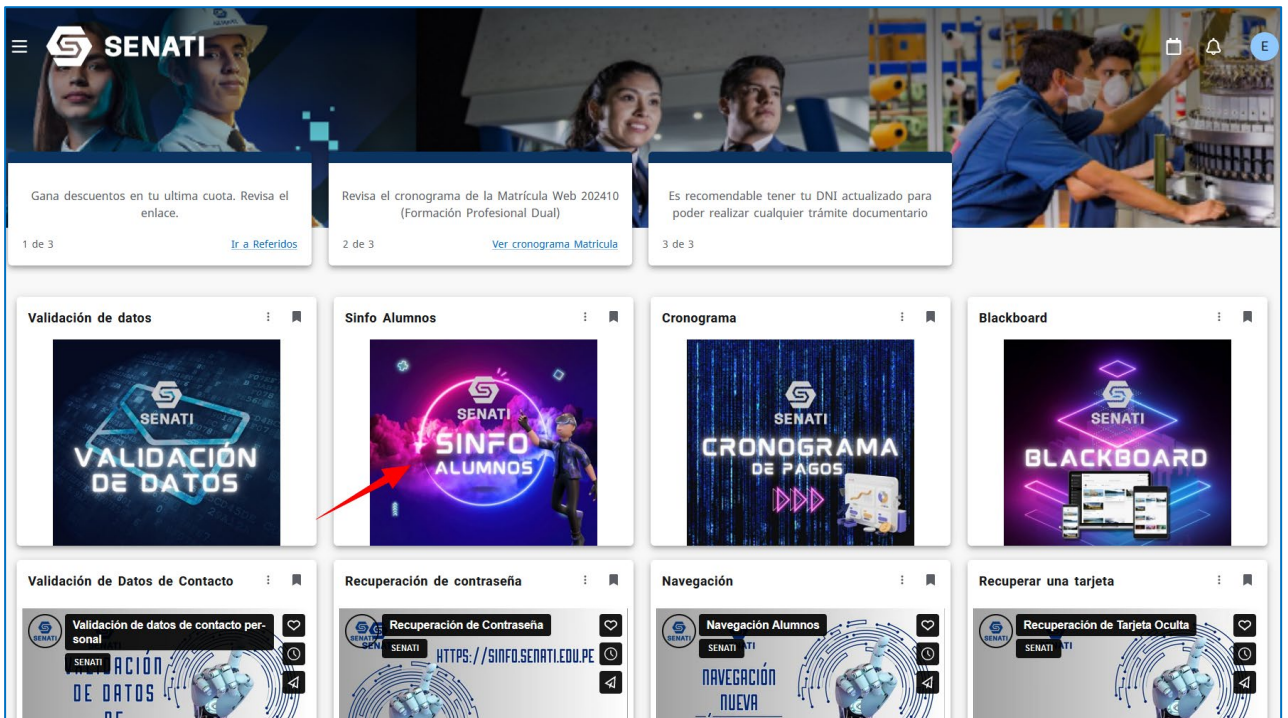 SENATI
E
Gana descuentos en tu ultima cuota. Revisa el
enlace.
1 de 3
Ir a Referidos
Revisa el cronograma de la Matrícula Web 202410
(Formación Profesional Dual)
2 de 3
Ver cronograma Matricula
Es recomendable tener tu DNI actualizado para
poder realizar cualquier trámite documentario
3 de 3
Validación de datos
SENATI
VALIDACIÓN
DE DATOS
Sinfo Alumnos
SENATI
SINFO
ALUMNOS
Cronograma
SENATI
CRONOGRAMA
DE PAGOS
Blackboard
SENATI
BLACKBOARD
Validación de Datos de Contacto
SENATI
Validación de datos de contacto per-
sonal
SENATI
DE DATOS
DE
Recuperación de contraseña
Recuperación de Contraseña
SENATI
HTTPS://SINFO.SENATI.EDU.PE
Navegación
SENATI
Navegación Alumnos
SENATI
NAVEGACIÓN
NUEVA
Recuperar una tarjeta
SENATI
Recuperación de Tarjeta Oculta
SENATI